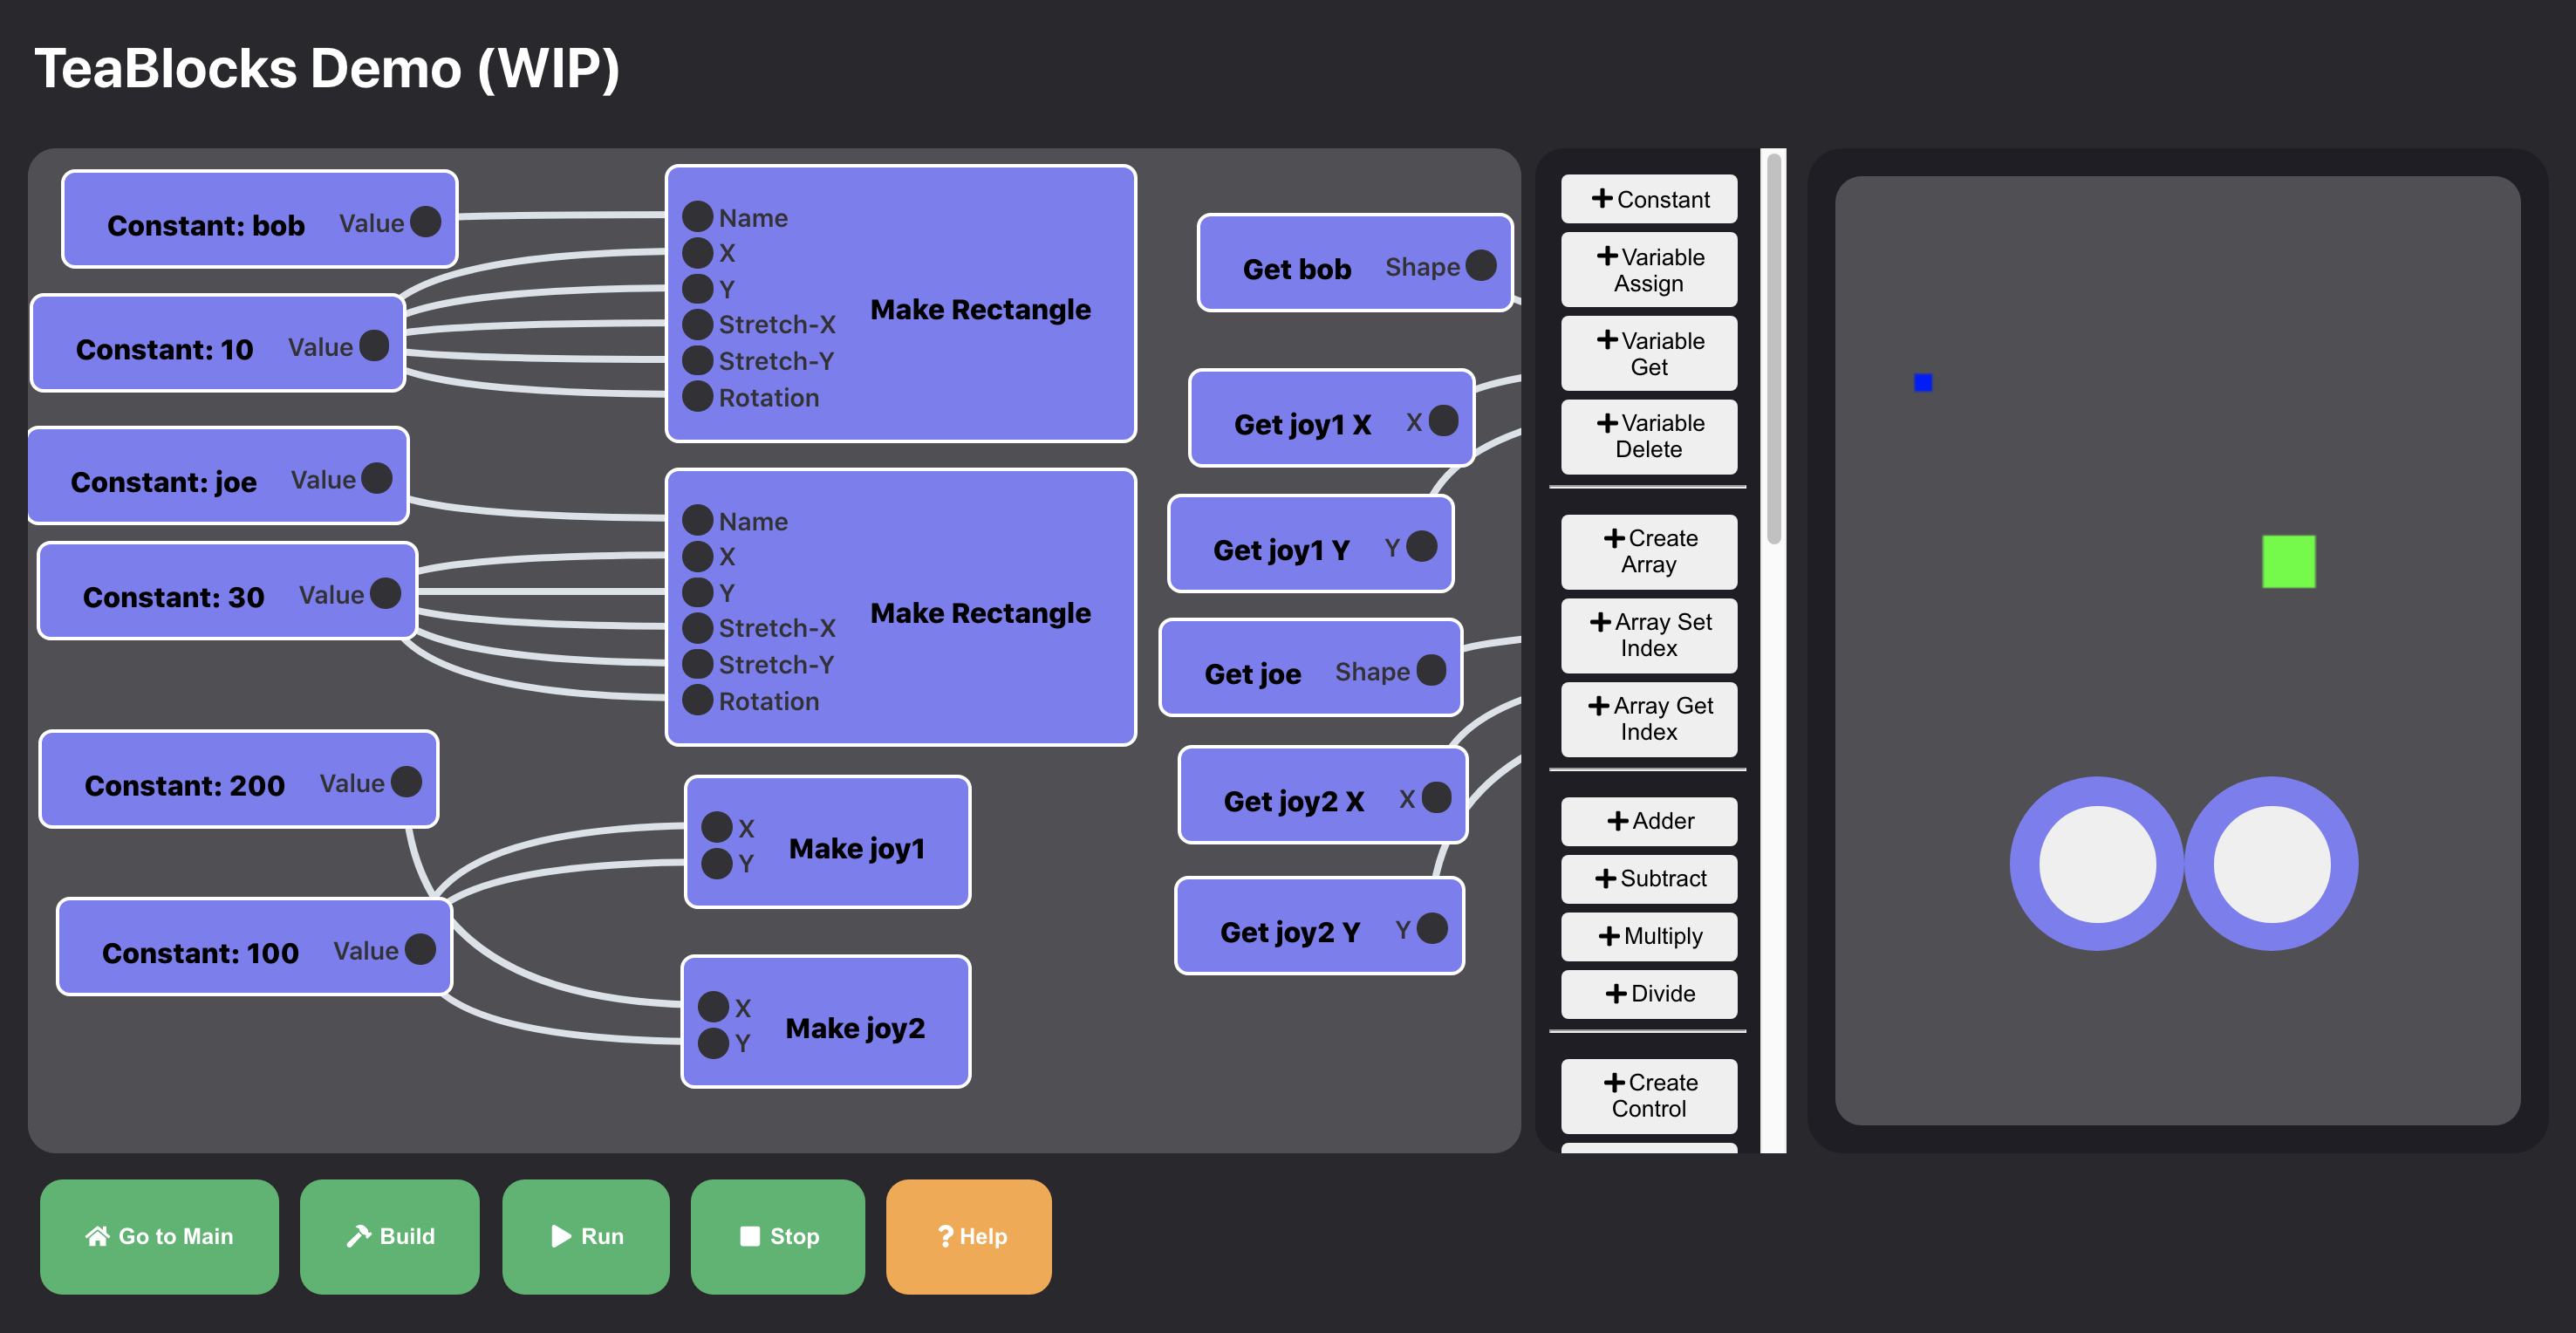 TeaBlocks Demo (WIP)
Constant: bob Value
Constant: 10 Value
Constant: joe Value
Constant: 30 Value
Constant: 200 Value
Constant: 100 Value
Name
X
Y
Stretch-X
Stretch-Y
Rotation
Make Rectangle
Name
X
Y
Stretch-X
Stretch-Y
Rotation
Make Rectangle
X
Y
Make joy1
X
Y
Make joy2
Get bob Shape
Get joy1 X X
Get joy1 Y Y
Get joe Shape
Get joy2 X X
Get joy2 Y Y
Constant
Variable
Assign
Variable
Get
Variable
Delete
Create
Array
Array Set
Index
Array Get
Index
Adder
Subtract
Multiply
Divide
Create
Control
Go to Main
Build
Run
Stop
? Help